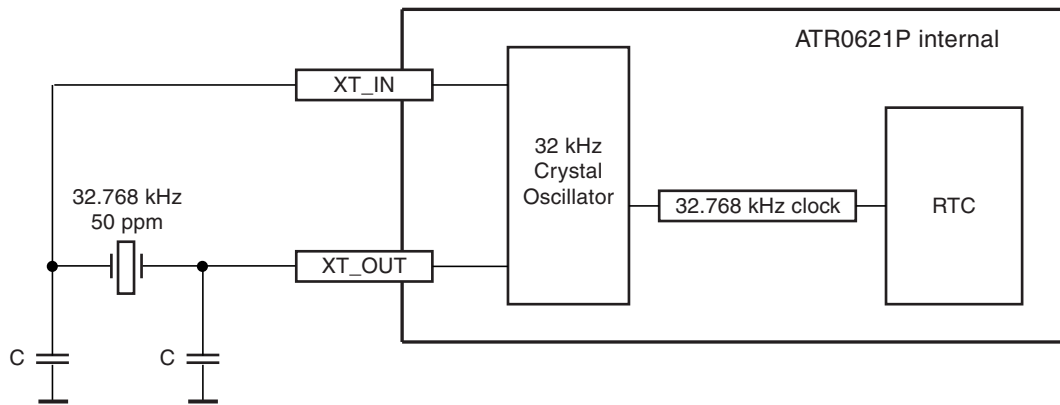 ATR0621P internal
XT_IN
32 kHz
Crystal
Oscillator
32.768 kHz
50 ppm
32.768 kHz clock
RTC
XT_OUT
C
C